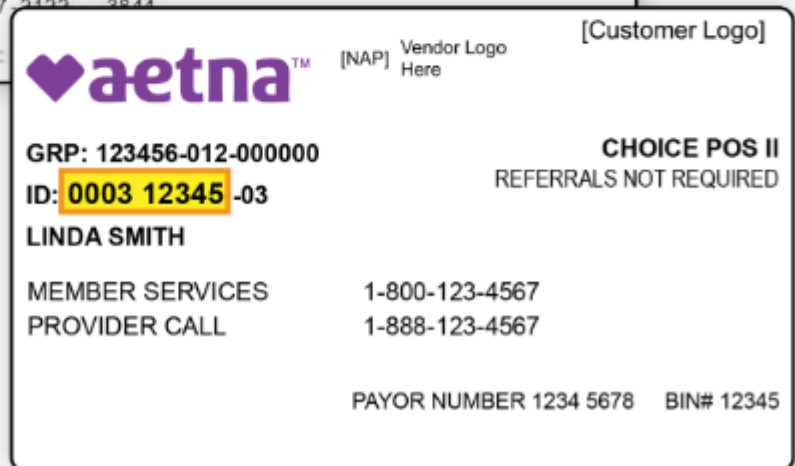 aetna™
[NAP] Vendor Logo
Here
[Customer Logo]
GRP: 123456-012-000000
CHOICE POS II
ID: 0003 12345 -03
REFERRALS NOT REQUIRED
LINDA SMITH
MEMBER SERVICES 1-800-123-4567
PROVIDER CALL 1-888-123-4567
PAYOR NUMBER 1234 5678 BIN# 12345